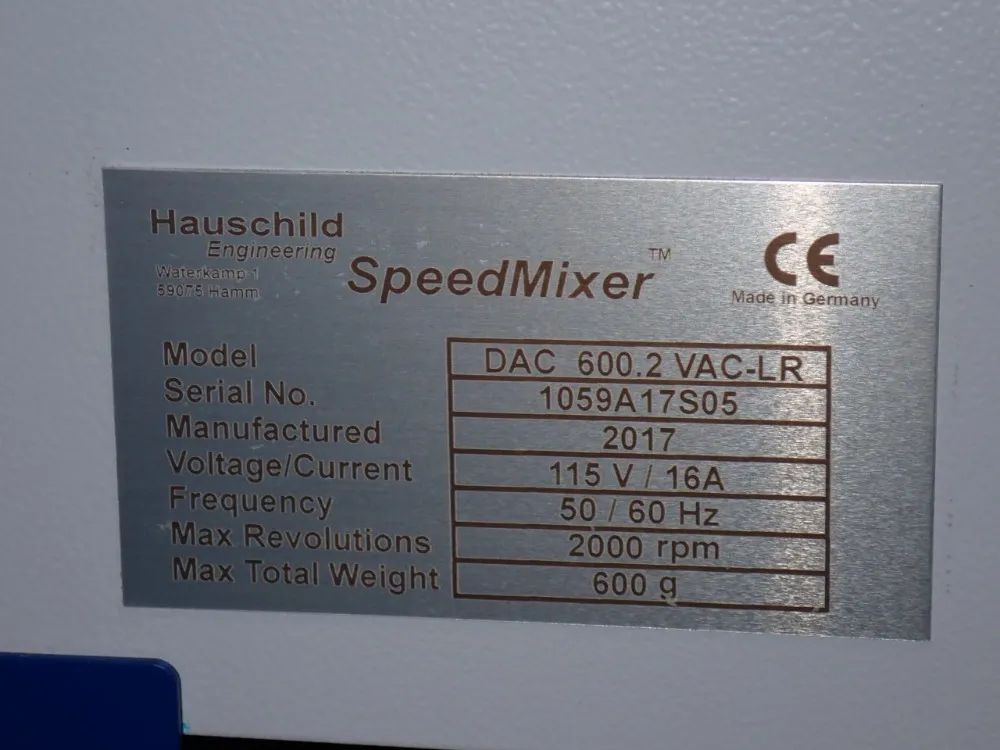 Hauschild
Engineering
Waterkamp 1
59075 Hamm
SpeedMixer™
CE
Made in Germany
Model DAC 600.2 VAC-LR
Serial No. 1059A17S05
Manufactured 2017
Voltage/Current 115 V / 16A
Frequency 50 / 60 Hz
Max Revolutions 2000 rpm
Max Total Weight 600 g